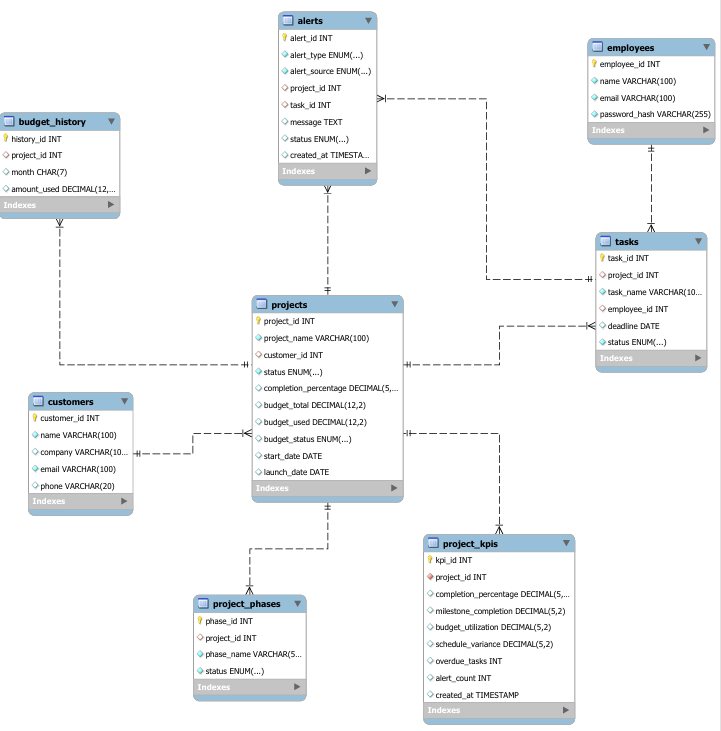 alerts
alert_id INT
alert_type ENUM(...)
alert_source ENUM(...)
project_id INT
task_id INT
message TEXT
status ENUM(...)
created_at TIMESTA...
Indexes
employees
employee_id INT
name VARCHAR(100)
email VARCHAR(100)
password_hash VARCHAR(255)
Indexes
budget_history
history_id INT
project_id INT
month CHAR(7)
amount_used DECIMAL(12,...
Indexes
tasks
task_id INT
project_id INT
task_name VARCHAR(10...
employee_id INT
deadline DATE
status ENUM(...)
Indexes
projects
project_id INT
project_name VARCHAR(100)
customer_id INT
status ENUM(...)
completion_percentage DECIMAL(5,...
budget_total DECIMAL(12,2)
budget_used DECIMAL(12,2)
budget_status ENUM(...)
start_date DATE
launch_date DATE
Indexes
customers
customer_id INT
name VARCHAR(100)
company VARCHAR(10...
email VARCHAR(100)
phone VARCHAR(20)
Indexes
project_phases
phase_id INT
project_id INT
phase_name VARCHAR(5...
status ENUM(...)
Indexes
project_kpis
kpi_id INT
project_id INT
completion_percentage DECIMAL(5,...
milestone_completion DECIMAL(5,2)
budget_utilization DECIMAL(5,2)
schedule_variance DECIMAL(5,2)
overdue_tasks INT
alert_count INT
created_at TIMESTAMP
Indexes